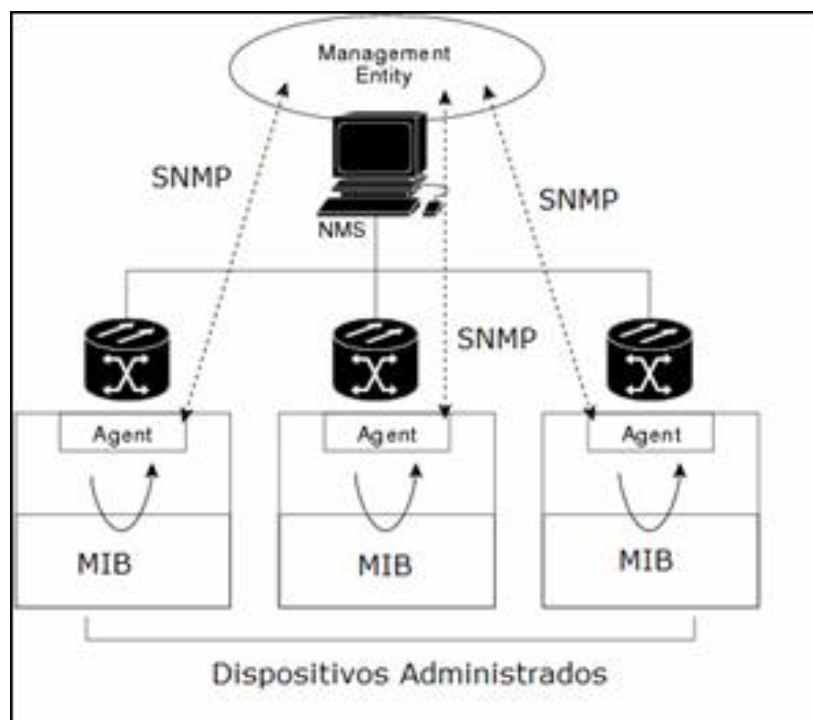 Management
Entity
SNMP
SNMP
NMS
SNMP
Agent
Agent
Agent
MIB
MIB
MIB
Dispositivos Administrados